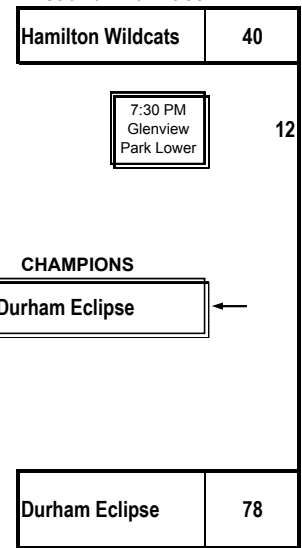 Hamilton Wildcats 40
7:30 PM
Glenview
Park Lower
12
CHAMPIONS
Durham Eclipse
Durham Eclipse 78